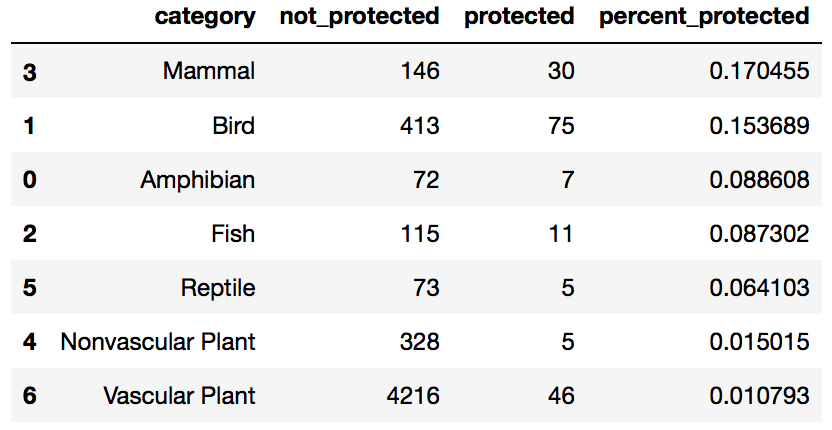 category not_protected protected percent_protected
3 Mammal 146 30 0.170455
1 Bird 413 75 0.153689
0 Amphibian 72 7 0.088608
2 Fish 115 11 0.087302
5 Reptile 73 5 0.064103
4 Nonvascular Plant 328 5 0.015015
6 Vascular Plant 4216 46 0.010793